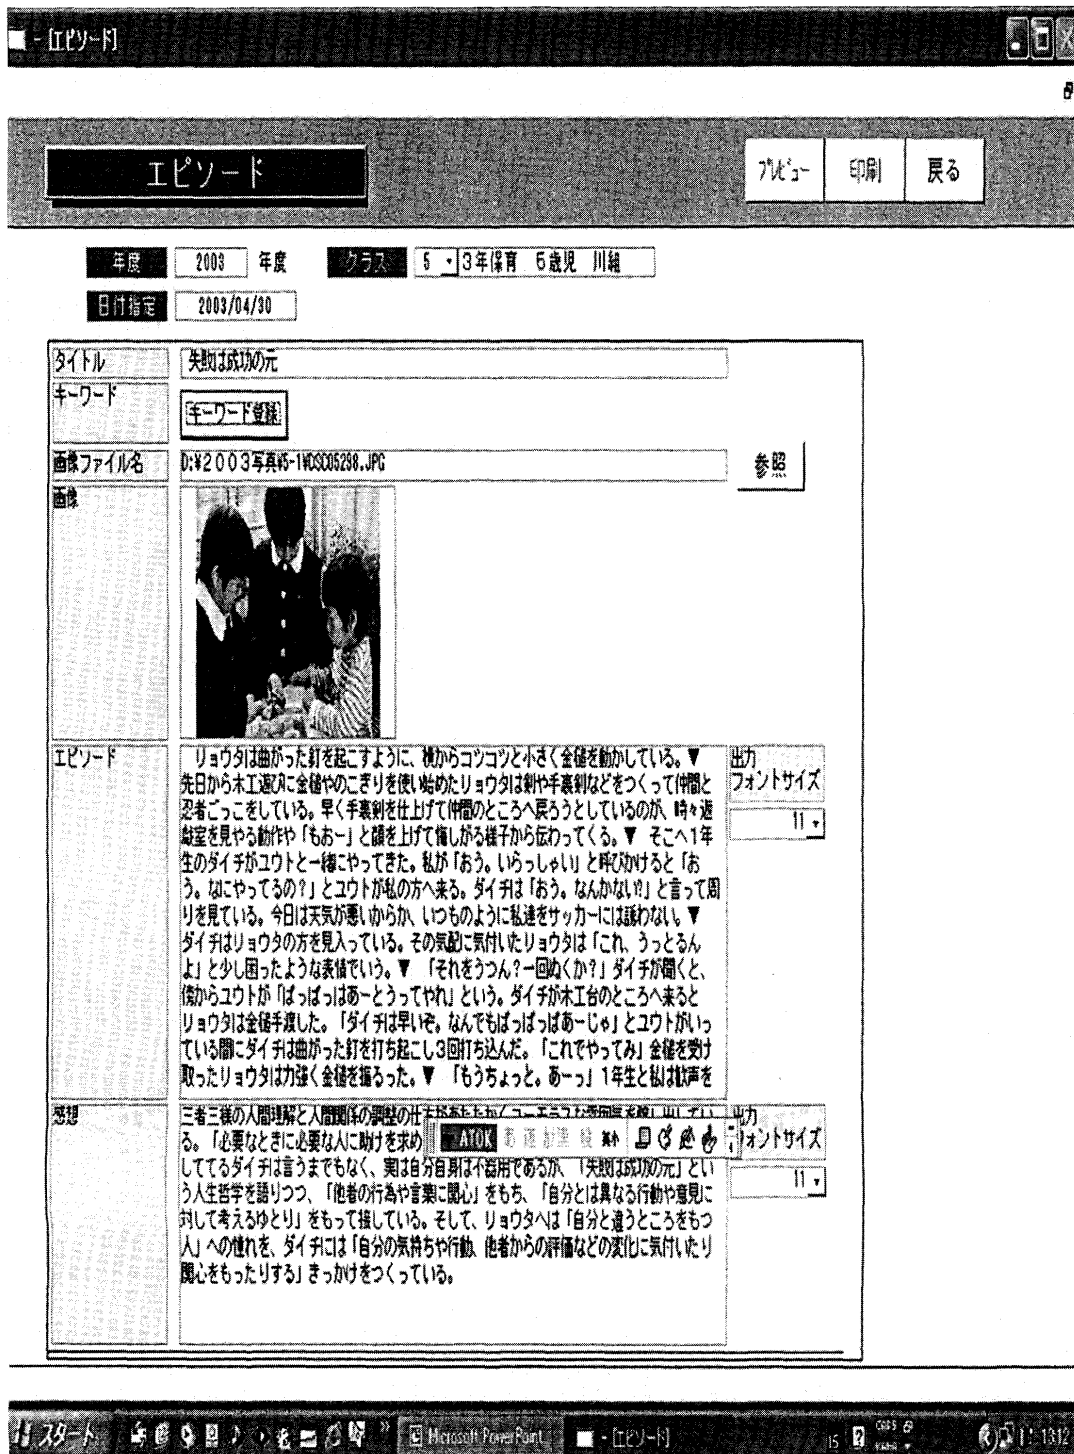 - [エピソード]
エピソード
プレビュー 印刷 戻る
年度 2003 年度 クラス 5 3年保育 5歳児 川組
日付指定 2003/04/30
タイトル 失敗は成功の元
キーワード キーワード登録
画像ファイル名 D:¥2003写真¥5-1¥DSC05298.JPG 参照
画像
エピソード
リョウタは曲がった釘を起こすように、横からコツコツと小さく金槌を動かしている。▼
先日から木工遊びに金槌やのこぎりを使い始めたリョウタは剣や手裏剣などをつくって仲間と
忍者ごっこをしている。早く手裏剣を仕上げて仲間のところへ戻ろうとしているのが、時々遊
戯室を見やる動作や「もおー」と顔を上げて悔しがる様子から伝わってくる。▼ そこへ1年
生のダイチがユウトと一緒にやってきた。私が「おう。いらっしゃい」と呼びかけると「お
う。なにやってるの?」とユウトが私の方へ来る。ダイチは「おう。なんかない?」と言って周
りを見ている。今日は天気が悪いからか、いつものように私達をサッカーには誘わない。▼
ダイチはリョウタの方を見入っている。その気配に気付いたリョウタは「これ、うっとるん
よ」と少し困ったような表情でいう。▼ 「それをうつん?一回ぬくか?」ダイチが聞くと、
傍からユウトが「ぱっぱっぱあーとうってやれ」という。ダイチが木工台のところへ来ると
リョウタは金槌手渡した。「ダイチは早いぞ。なんでもぱっぱっぱあーじゃ」とユウトがいっ
ている間にダイチは曲がった釘を打ち起こし3回打ち込んだ。「これでやってみ」金槌を受け
取ったリョウタは力強く金槌を振るった。▼ 「もうちょっと。あーっ」1年生と私は歓声を
出力
フォントサイズ
11
感想
三者三様の人間理解と人間関係の調整の仕方があたたかくユーモラスな雰囲気を醸し出してい
る。「必要なときに必要な人に助けを求め
ATOK
してるダイチは言うまでもなく、実は自分自身は不器用であるが、「失敗は成功の元」とい
う人生哲学を語りつつ、「他者の行為や言葉に関心」をもち、「自分とは異なる行動や意見に
対して考えるゆとり」をもって接している。そして、リョウタへは「自分と違うところをもつ
人」への憧れを、ダイチには「自分の気持ちや行動、他者からの評価などの変化に気付いたり
関心をもったりする」きっかけをつくっている。
出力
フォントサイズ
11
スタート Microsoft PowerPoint - [エピソード] 13:12